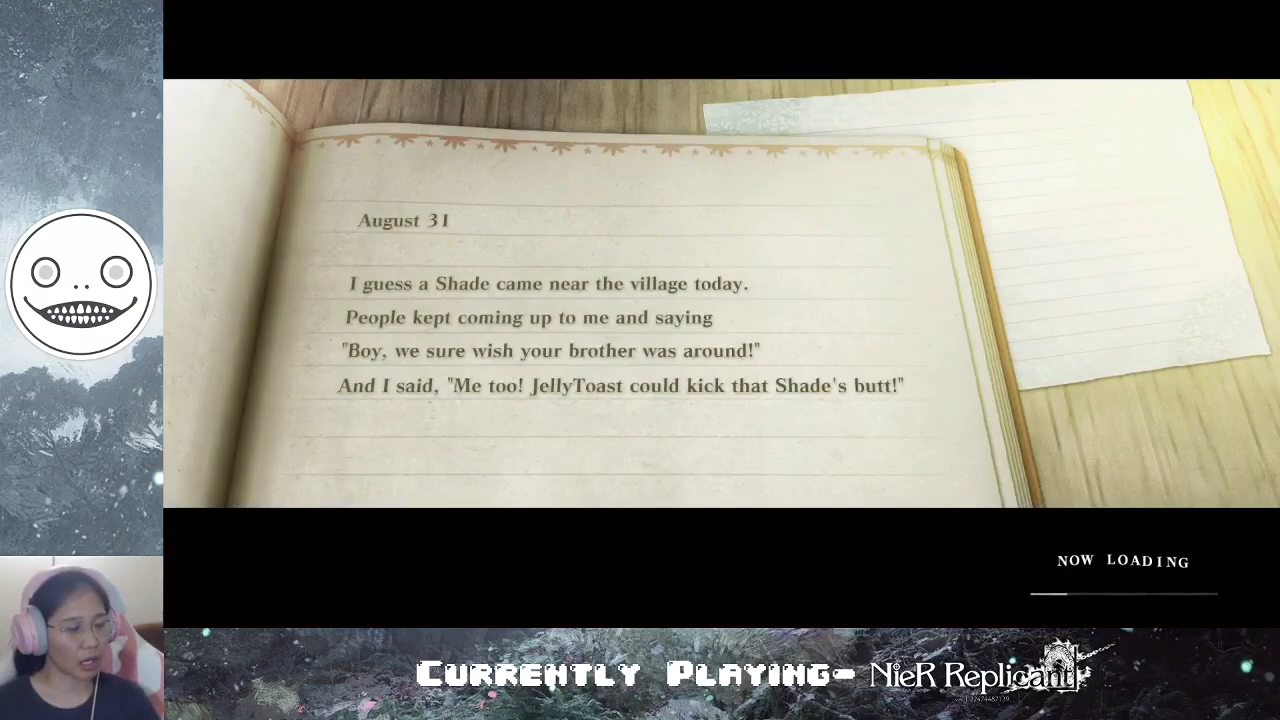 August 31
I guess a Shade came near the village today.
People kept coming up to me and saying
"Boy, we sure wish your brother was around!"
And I said, "Me too! JellyToast could kick that Shade's butt!"
NOW LOADING
CURRENTLY PLAYING- NieR Replicant